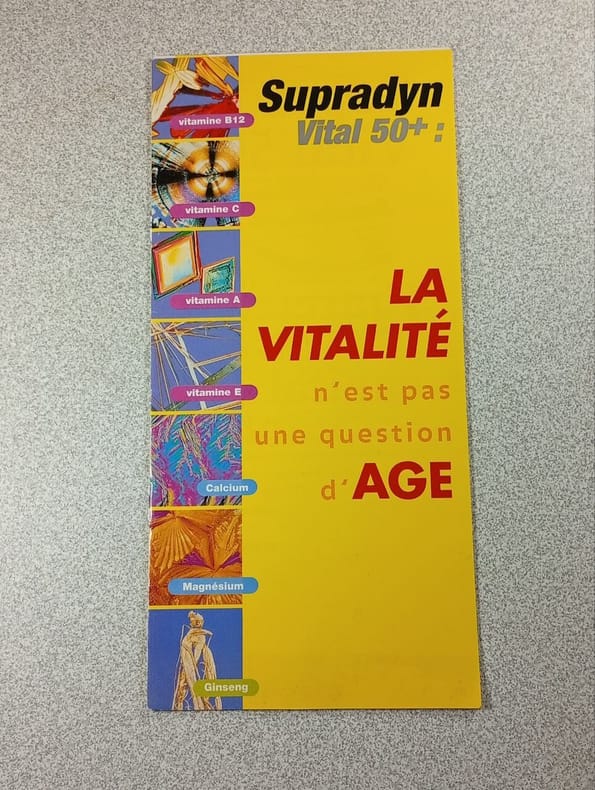 Supradyn
Vital 50+ :
vitamine B12
vitamine C
vitamine A
vitamine E
Calcium
Magnésium
Ginseng
LA
VITALITÉ
n'est pas
une question
d'AGE